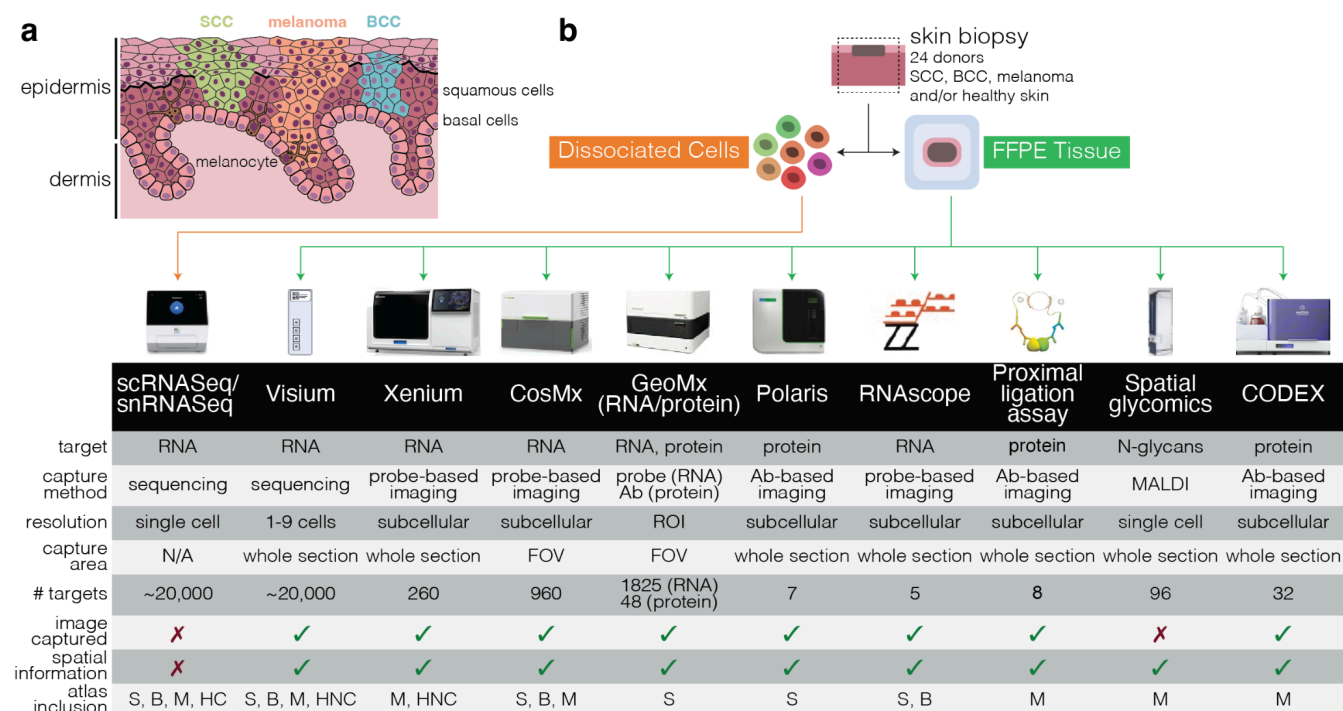 a
SCC melanoma BCC
epidermis
squamous cells
basal cells
melanocyte
dermis
b
skin biopsy
24 donors
SCC, BCC, melanoma
and/or healthy skin
Dissociated Cells
FFPE Tissue
scRNASeq/
snRNASeq
Visium
Xenium
CosMx
GeoMx
(RNA/protein)
Polaris
RNAscope
Proximal
ligation
assay
Spatial
glycomics
CODEX
target RNA RNA RNA RNA RNA, protein protein RNA protein N-glycans protein
capture
method
sequencing
sequencing
probe-based
imaging
probe-based
imaging
probe (RNA)
Ab (protein)
Ab-based
imaging
probe-based
imaging
Ab-based
imaging
MALDI
Ab-based
imaging
resolution single cell 1-9 cells subcellular subcellular ROI subcellular subcellular subcellular single cell subcellular
capture
area
N/A whole section whole section FOV FOV whole section whole section whole section whole section whole section
# targets ~20,000 ~20,000 260 960
1825 (RNA)
48 (protein)
7 5 8 96 32
image
captured
✗ ✓ ✓ ✓ ✓ ✓ ✓ ✓ ✗ ✓
spatial
information
✗ ✓ ✓ ✓ ✓ ✓ ✓ ✓ ✓ ✓
atlas
inclusion
S, B, M, HC S, B, M, HNC M, HNC S, B, M S S S, B M M M